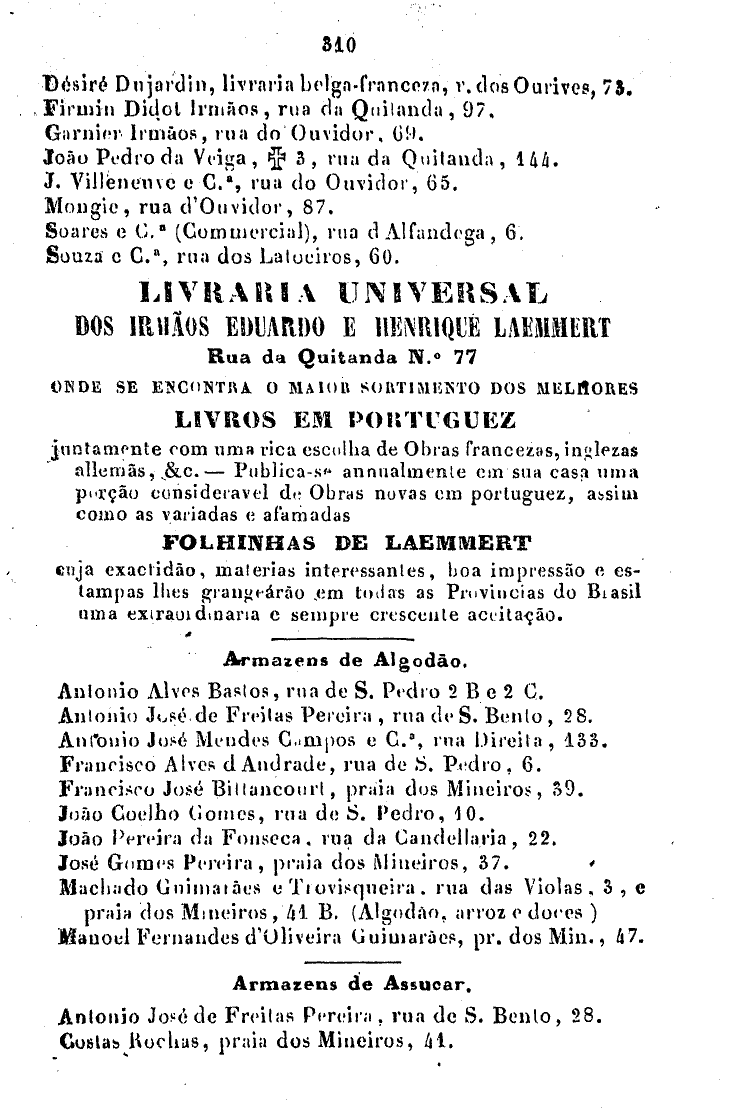 310
Désiré Dujardin, livraria belga-franceza, r. dos Ourives, 73.
Firmin Didot Irmãos, rua da Quitanda, 97.
Garnier Irmãos, rua do Ouvidor, 69.
João Pedro da Veiga, ✠ 3, rua da Quitanda, 144.
J. Villeneuve e C.ª, rua do Ouvidor, 65.
Mongie, rua d'Ouvidor, 87.
Soares e C.ª (Commercial), rua d Alfandega, 6.
Souza e C.ª, rua dos Latoeiros, 60.
LIVRARIA UNIVERSAL
DOS IRMÃOS EDUARDO E HENRIQUE LAEMMERT
Rua da Quitanda N.º 77
ONDE SE ENCONTRA O MAIOR SORTIMENTO DOS MELHORES
LIVROS EM PORTUGUEZ
juntamente com uma rica escolha de Obras francezas, inglezas
allemãs, &c. — Publica-se annualmente em sua casa uma
porção consideravel de Obras novas em portuguez, assim
como as variadas e afamadas
FOLHINHAS DE LAEMMERT
cuja exactidão, materias interessantes, boa impressão e es-
tampas lhes grangeárão em todas as Provincias do Brasil
uma extraordinaria e sempre crescente aceitação.
Armazens de Algodão.
Antonio Alves Bastos, rua de S. Pedro 2 B e 2 C.
Antonio José de Freitas Pereira, rua de S. Bento, 28.
Antonio José Mendes Campos e C.ª, rua Direita, 133.
Francisco Alves d Andrade, rua de S. Pedro, 6.
Francisco José Bittancourt, praia dos Mineiros, 39.
João Coelho Gomes, rua de S. Pedro, 10.
João Pereira da Fonseca, rua da Candellaria, 22.
José Gomes Pereira, praia dos Mineiros, 37.
Machado Guimarães e Trovisqueira, rua das Violas, 3, e
praia dos Mineiros, 41 B. (Algodão, arroz e doces)
Manoel Fernandes d'Oliveira Guimarães, pr. dos Min., 47.
Armazens de Assucar.
Antonio José de Freitas Pereira, rua de S. Bento, 28.
Costas Rochas, praia dos Mineiros, 41.